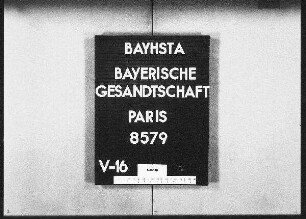 BAYHSTA
BAYERISCHE
GESANDTSCHAFT
PARIS
8579
V-16